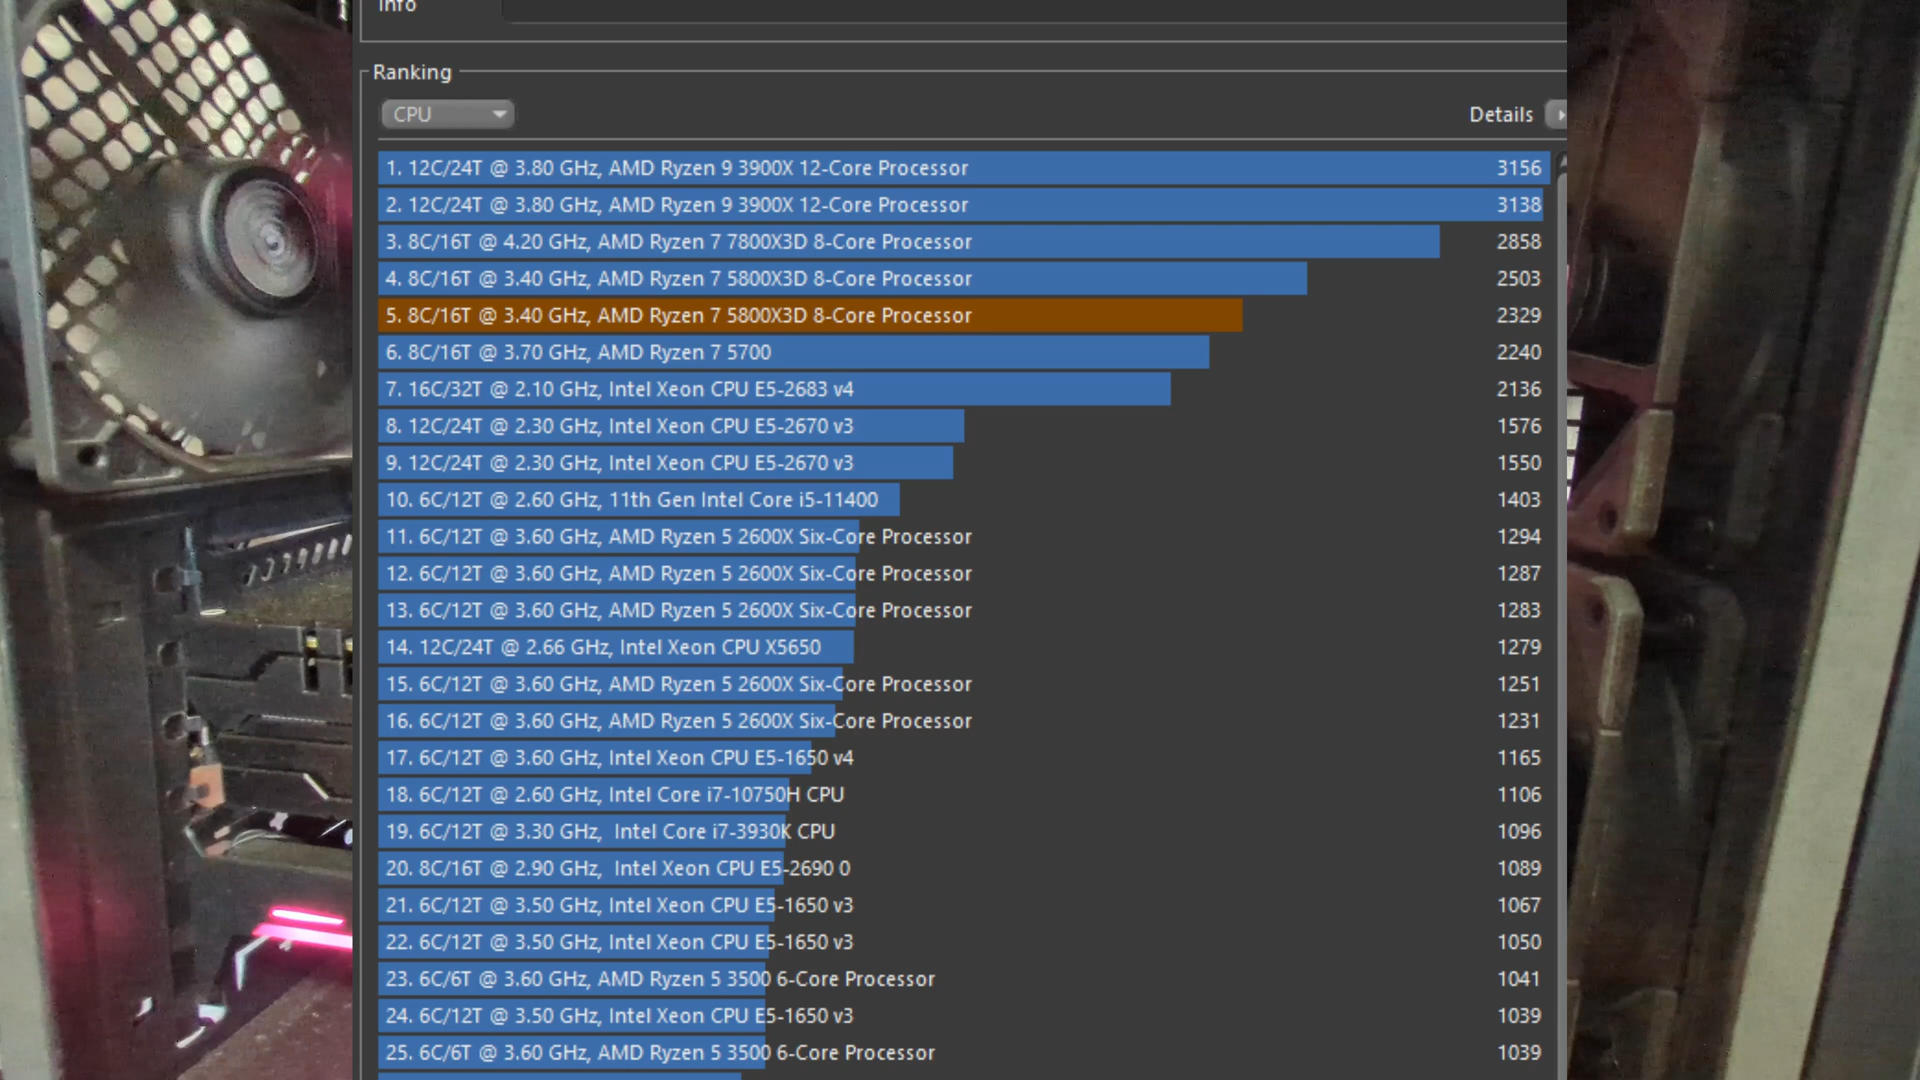 Info
Ranking
CPU
Details
1. 12C/24T @ 3.80 GHz, AMD Ryzen 9 3900X 12-Core Processor 3156
2. 12C/24T @ 3.80 GHz, AMD Ryzen 9 3900X 12-Core Processor 3138
3. 8C/16T @ 4.20 GHz, AMD Ryzen 7 7800X3D 8-Core Processor 2858
4. 8C/16T @ 3.40 GHz, AMD Ryzen 7 5800X3D 8-Core Processor 2503
5. 8C/16T @ 3.40 GHz, AMD Ryzen 7 5800X3D 8-Core Processor 2329
6. 8C/16T @ 3.70 GHz, AMD Ryzen 7 5700 2240
7. 16C/32T @ 2.10 GHz, Intel Xeon CPU E5-2683 v4 2136
8. 12C/24T @ 2.30 GHz, Intel Xeon CPU E5-2670 v3 1576
9. 12C/24T @ 2.30 GHz, Intel Xeon CPU E5-2670 v3 1550
10. 6C/12T @ 2.60 GHz, 11th Gen Intel Core i5-11400 1403
11. 6C/12T @ 3.60 GHz, AMD Ryzen 5 2600X Six-Core Processor 1294
12. 6C/12T @ 3.60 GHz, AMD Ryzen 5 2600X Six-Core Processor 1287
13. 6C/12T @ 3.60 GHz, AMD Ryzen 5 2600X Six-Core Processor 1283
14. 12C/24T @ 2.66 GHz, Intel Xeon CPU X5650 1279
15. 6C/12T @ 3.60 GHz, AMD Ryzen 5 2600X Six-Core Processor 1251
16. 6C/12T @ 3.60 GHz, AMD Ryzen 5 2600X Six-Core Processor 1231
17. 6C/12T @ 3.60 GHz, Intel Xeon CPU E5-1650 v4 1165
18. 6C/12T @ 2.60 GHz, Intel Core i7-10750H CPU 1106
19. 6C/12T @ 3.30 GHz, Intel Core i7-3930K CPU 1096
20. 8C/16T @ 2.90 GHz, Intel Xeon CPU E5-2690 0 1089
21. 6C/12T @ 3.50 GHz, Intel Xeon CPU E5-1650 v3 1067
22. 6C/12T @ 3.50 GHz, Intel Xeon CPU E5-1650 v3 1050
23. 6C/6T @ 3.60 GHz, AMD Ryzen 5 3500 6-Core Processor 1041
24. 6C/12T @ 3.50 GHz, Intel Xeon CPU E5-1650 v3 1039
25. 6C/6T @ 3.60 GHz, AMD Ryzen 5 3500 6-Core Processor 1039